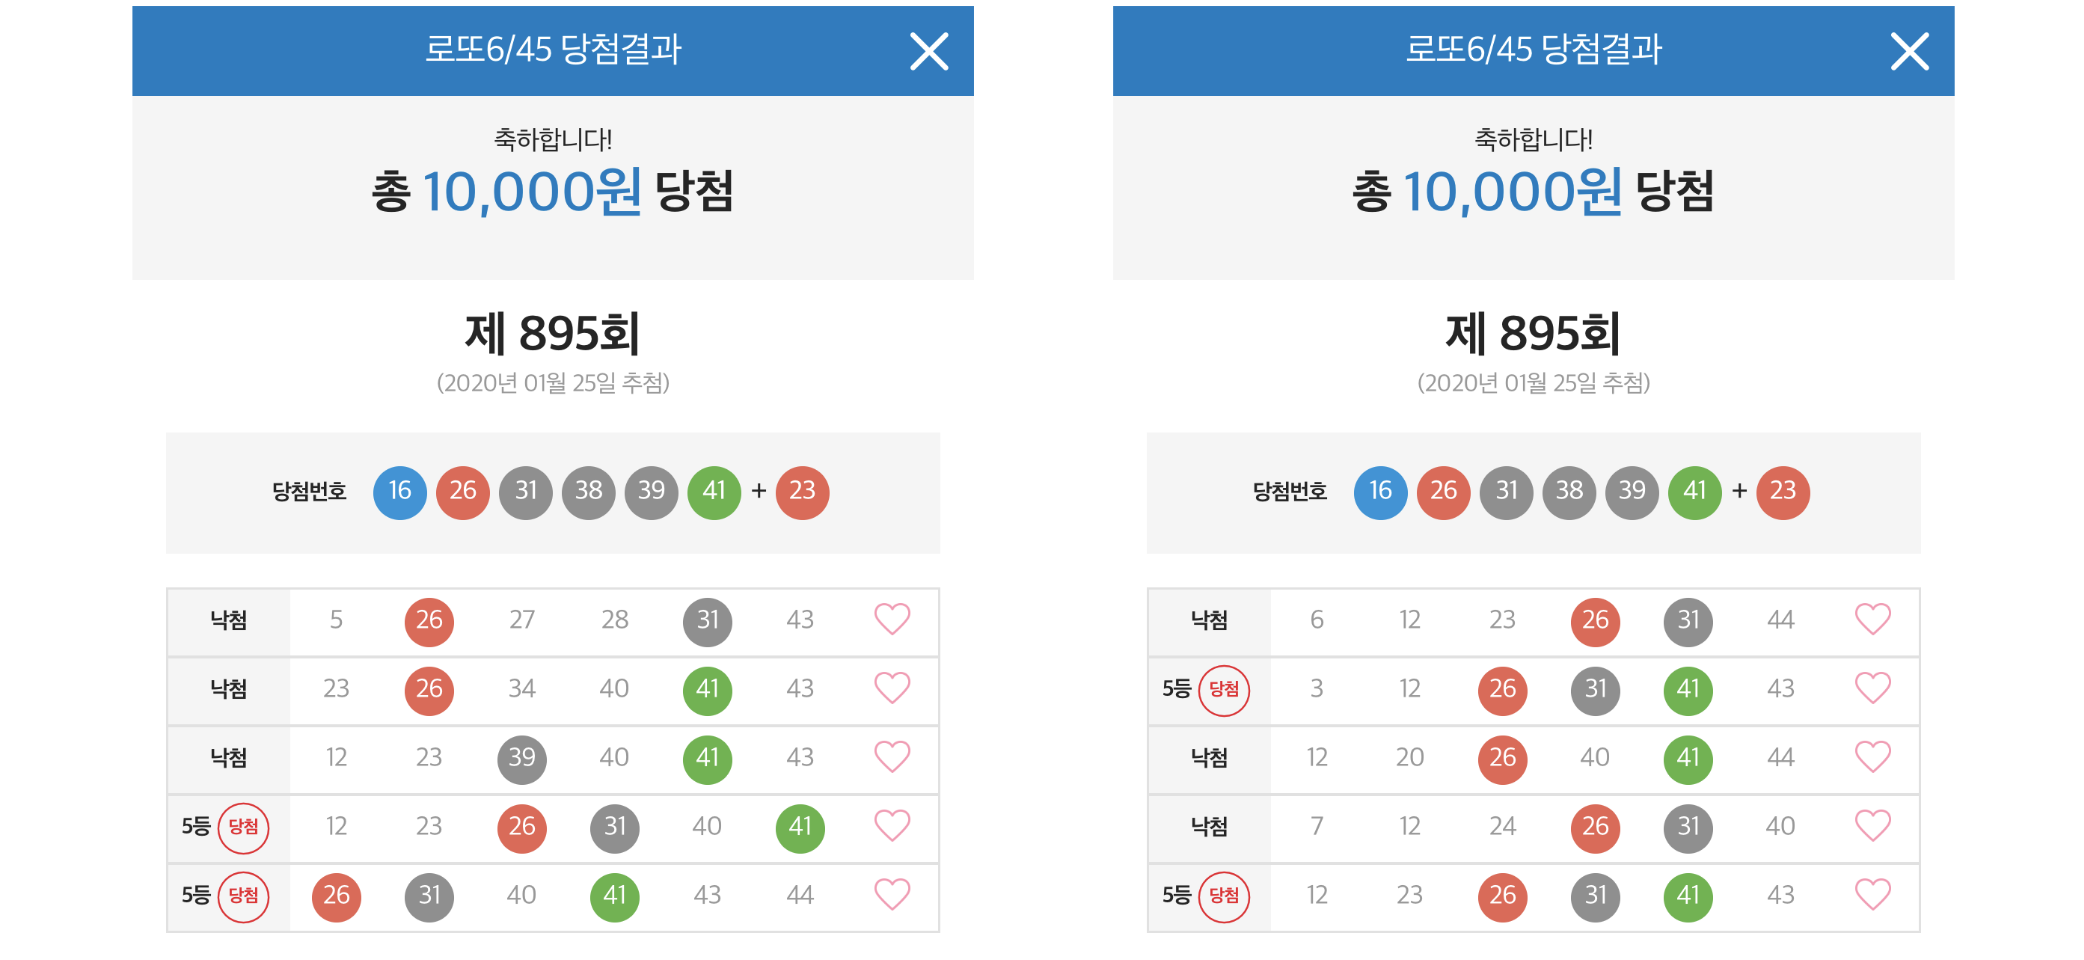 로또6/45 당첨결과
축하합니다!
총 10,000원 당첨
제 895회
(2020년 01월 25일 추첨)
당첨번호 16 26 31 38 39 41 + 23
낙첨 5 26 27 28 31 43
낙첨 23 26 34 40 41 43
낙첨 12 23 39 40 41 43
5등 당첨 12 23 26 31 40 41
5등 당첨 26 31 40 41 43 44
로또6/45 당첨결과
축하합니다!
총 10,000원 당첨
제 895회
(2020년 01월 25일 추첨)
당첨번호 16 26 31 38 39 41 + 23
낙첨 6 12 23 26 31 44
5등 당첨 3 12 26 31 41 43
낙첨 12 20 26 40 41 44
낙첨 7 12 24 26 31 40
5등 당첨 12 23 26 31 41 43